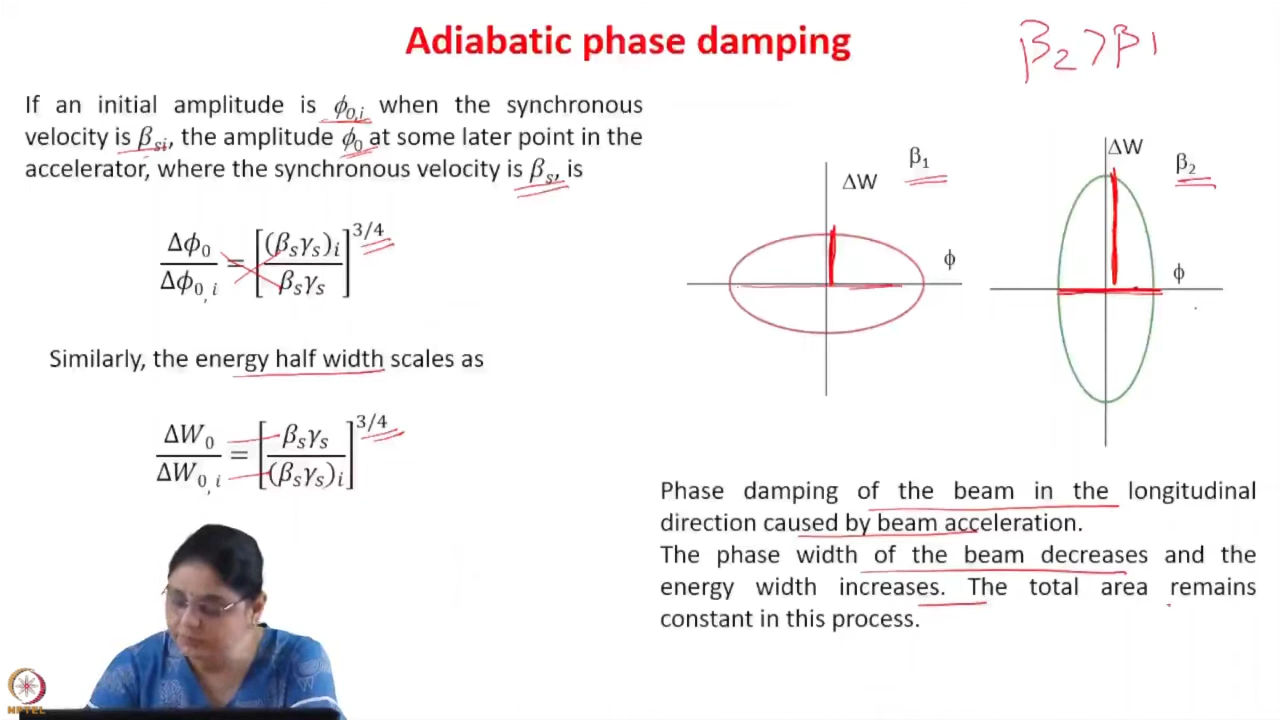 Adiabatic phase damping
β₂ > β1
If an initial amplitude is ϕ₀,ᵢ when the synchronous
velocity is βₛᵢ, the amplitude ϕ₀ at some later point in the
accelerator, where the synchronous velocity is βₛ, is
Δϕ₀ / Δϕ₀,ᵢ = [(βₛγₛ)ᵢ / βₛγₛ]^3/4
Similarly, the energy half width scales as
ΔW₀ / ΔW₀,ᵢ = [βₛγₛ / (βₛγₛ)ᵢ]^3/4
β₁
ΔW
ϕ
ΔW
β₂
ϕ
Phase damping of the beam in the longitudinal
direction caused by beam acceleration.
The phase width of the beam decreases and the
energy width increases. The total area remains
constant in this process.
NPTEL